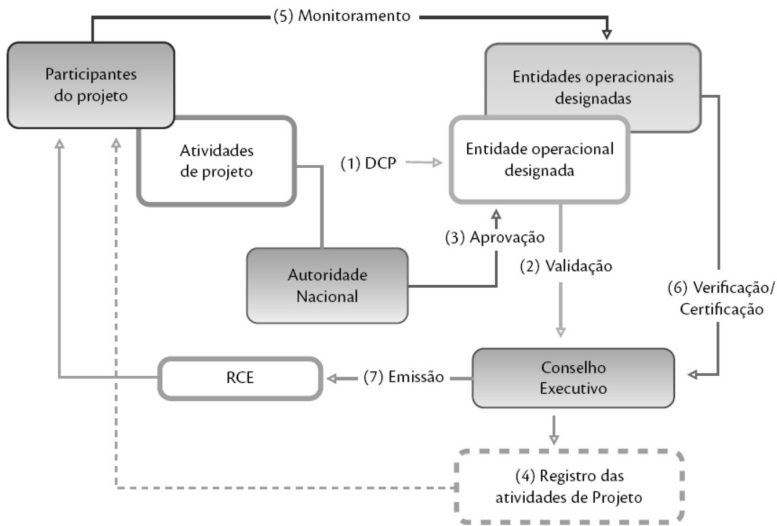 (5) Monitoramento
Participantes
do projeto
Entidades operacionais
designadas
Atividades
de projeto
(1) DCP
Entidade operacional
designada
(3) Aprovação
(2) Validação
Autoridade
Nacional
(6) Verificação/
Certificação
RCE
(7) Emissão
Conselho
Executivo
(4) Registro das
atividades de Projeto